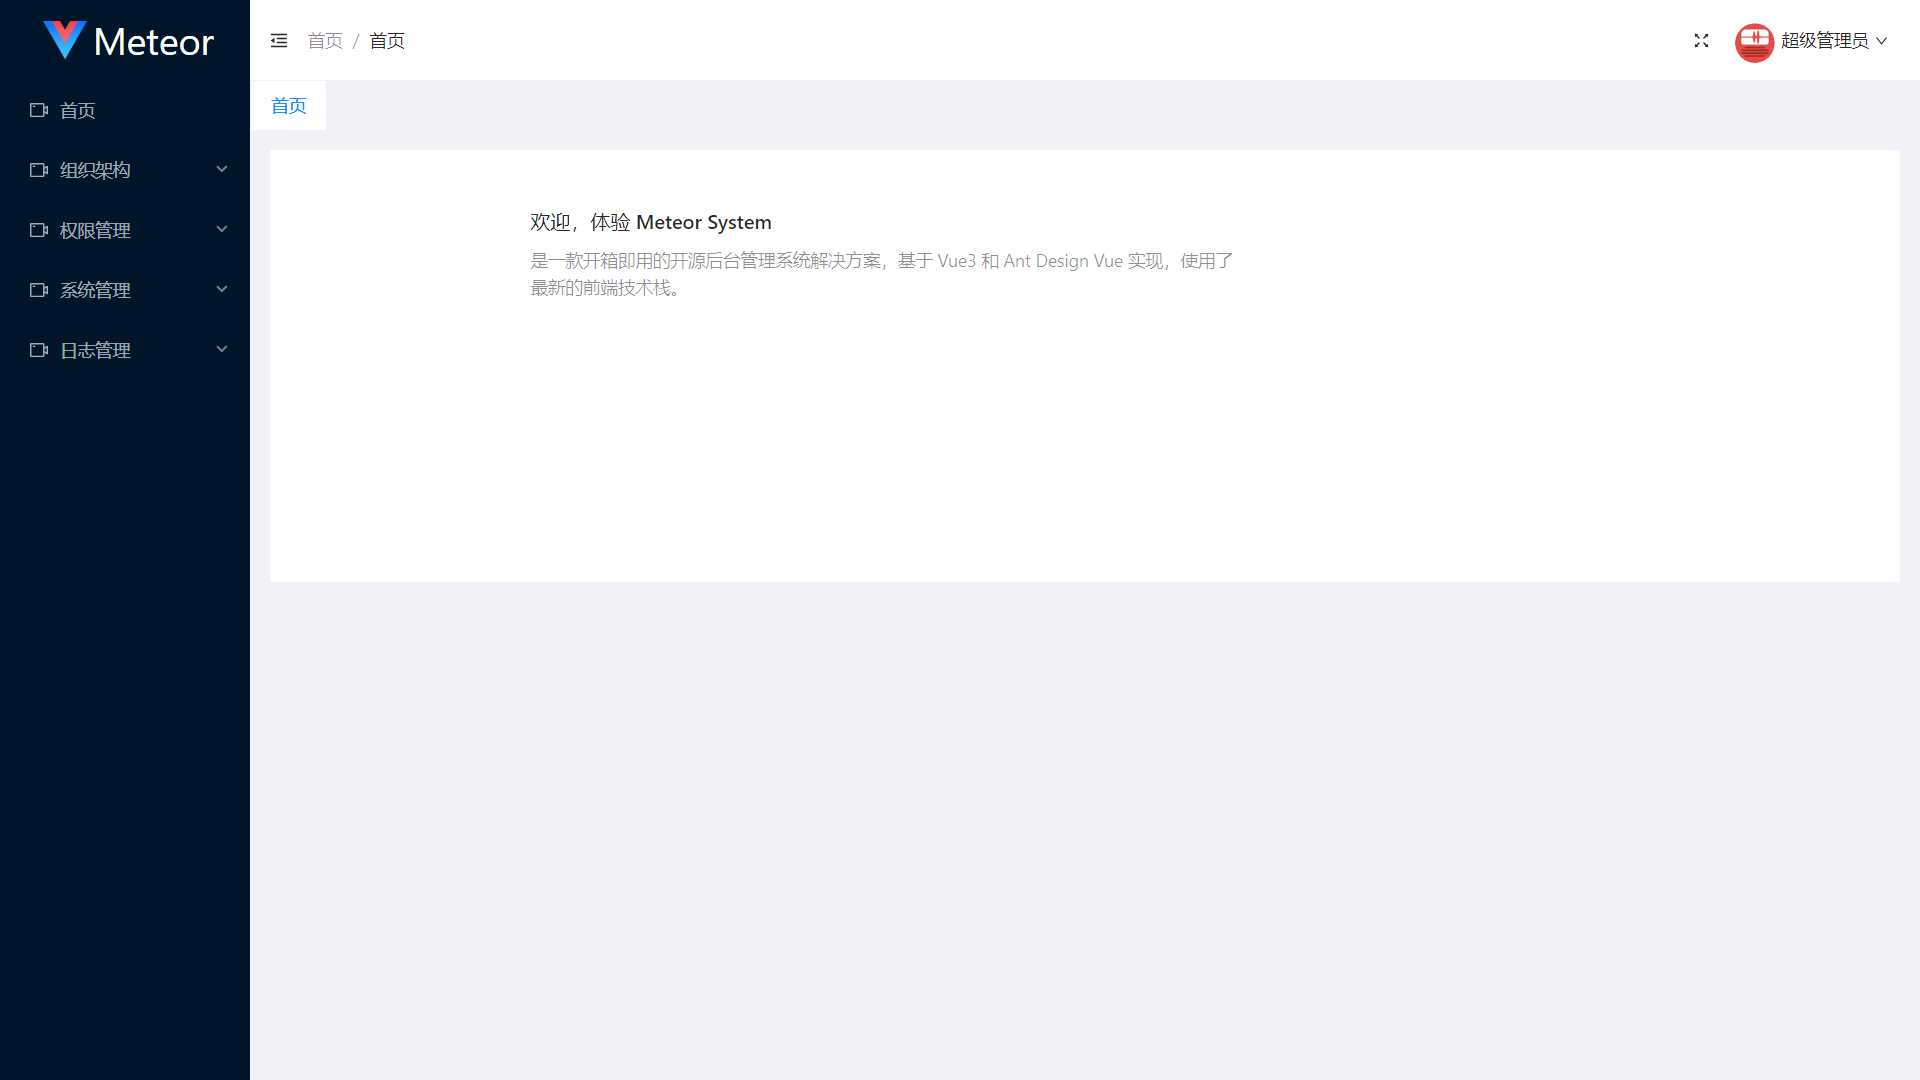 Meteor
首页
组织架构
权限管理
系统管理
日志管理
首页 / 首页
超级管理员
首页
欢迎，体验 Meteor System
是一款开箱即用的开源后台管理系统解决方案，基于 Vue3 和 Ant Design Vue 实现，使用了
最新的前端技术栈。